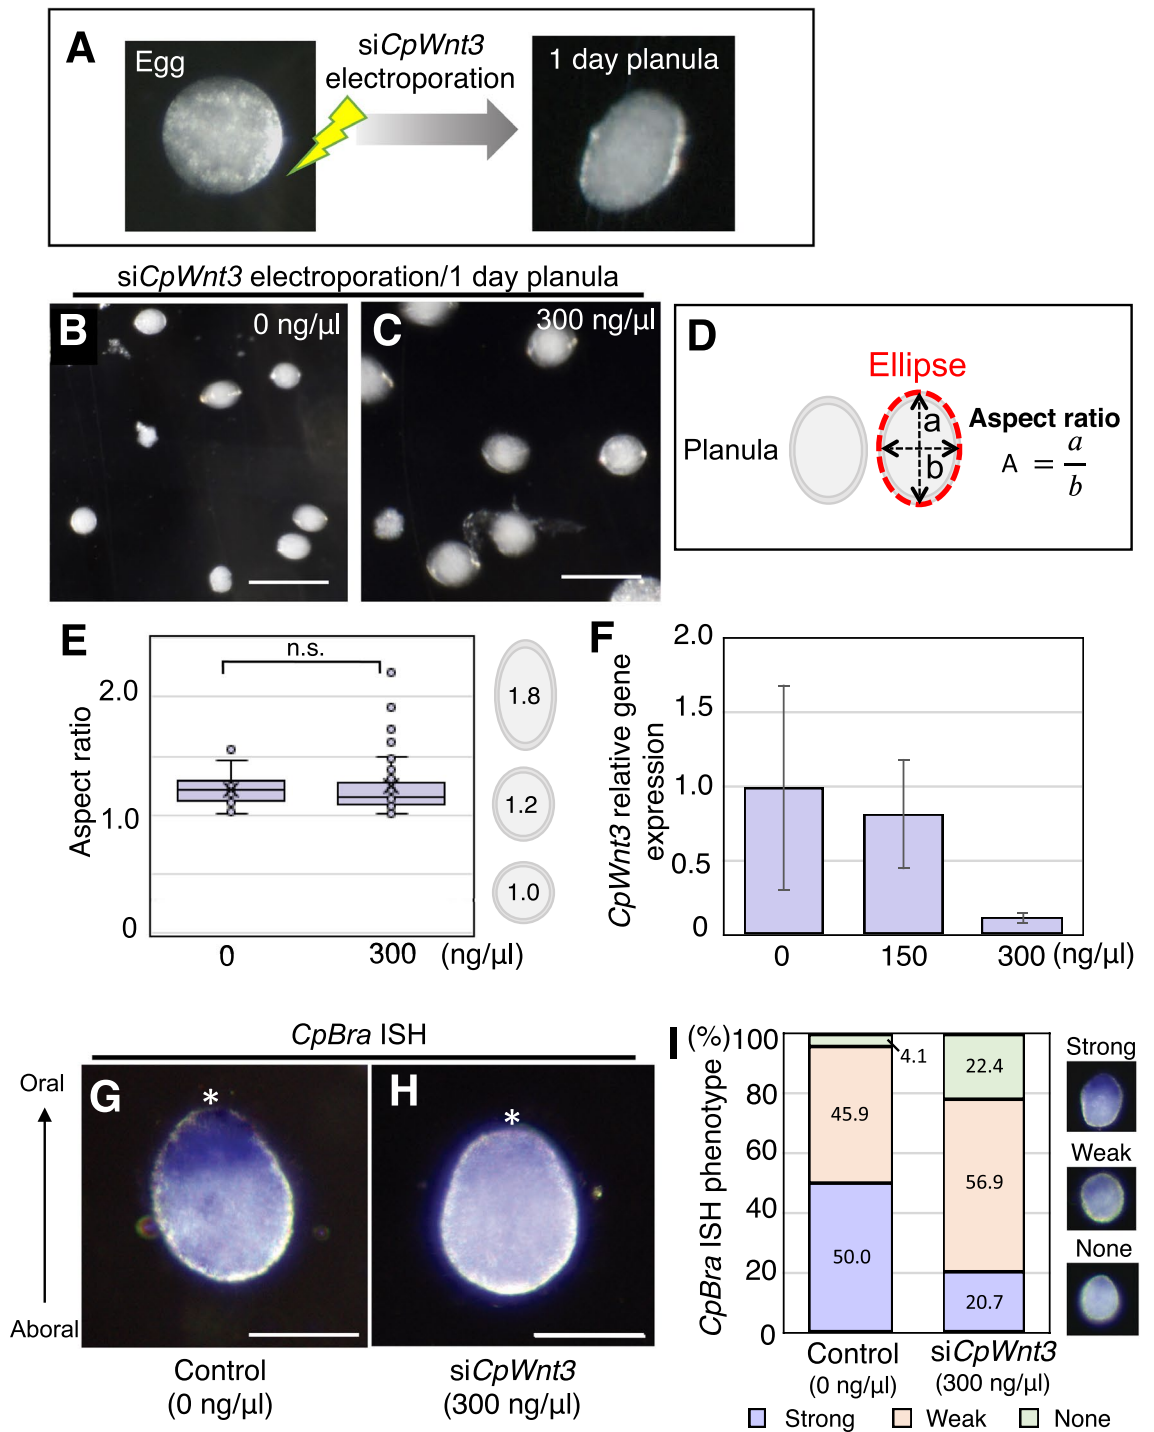 A
Egg
siCpWnt3
electroporation
1 day planula
siCpWnt3 electroporation/1 day planula
B
0 ng/µl
C
300 ng/µl
D
Ellipse
Planula
a
b
Aspect ratio
A = a/b
E
n.s.
Aspect ratio
2.0
1.0
0
0
300
(ng/µl)
1.8
1.2
1.0
F
CpWnt3 relative gene
expression
2.0
1.5
1.0
0.5
0
0
150
300 (ng/µl)
CpBra ISH
Oral
Aboral
G
*
H
*
Control
(0 ng/µl)
siCpWnt3
(300 ng/µl)
I
(%)
CpBra ISH phenotype
100
80
60
40
20
0
4.1
45.9
50.0
22.4
56.9
20.7
Control
(0 ng/µl)
siCpWnt3
(300 ng/µl)
Strong
Weak
None
Strong
Weak
None